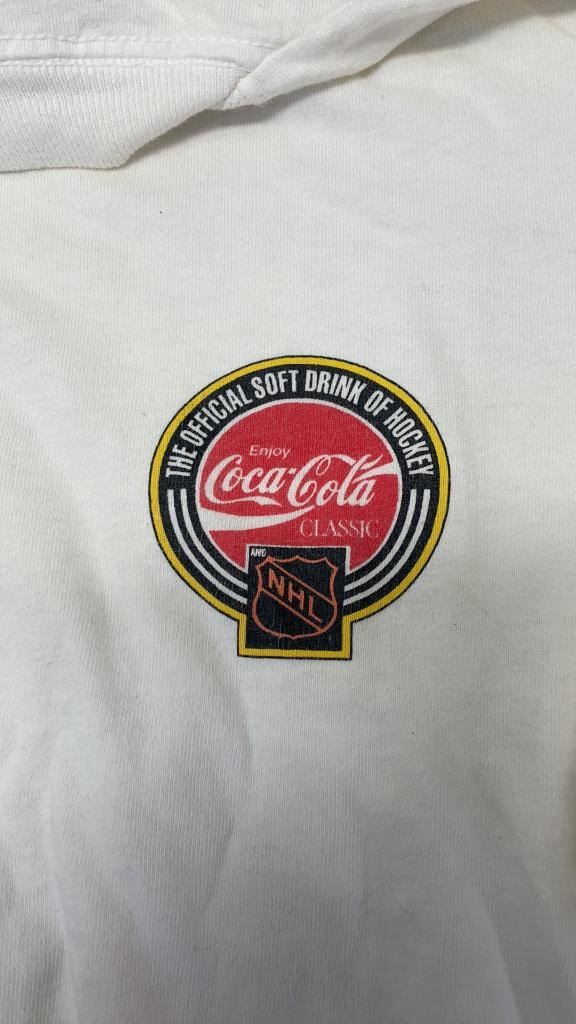 THE OFFICIAL SOFT DRINK OF HOCKEY
Enjoy
Coca-Cola
CLASSIC
AND
NHL